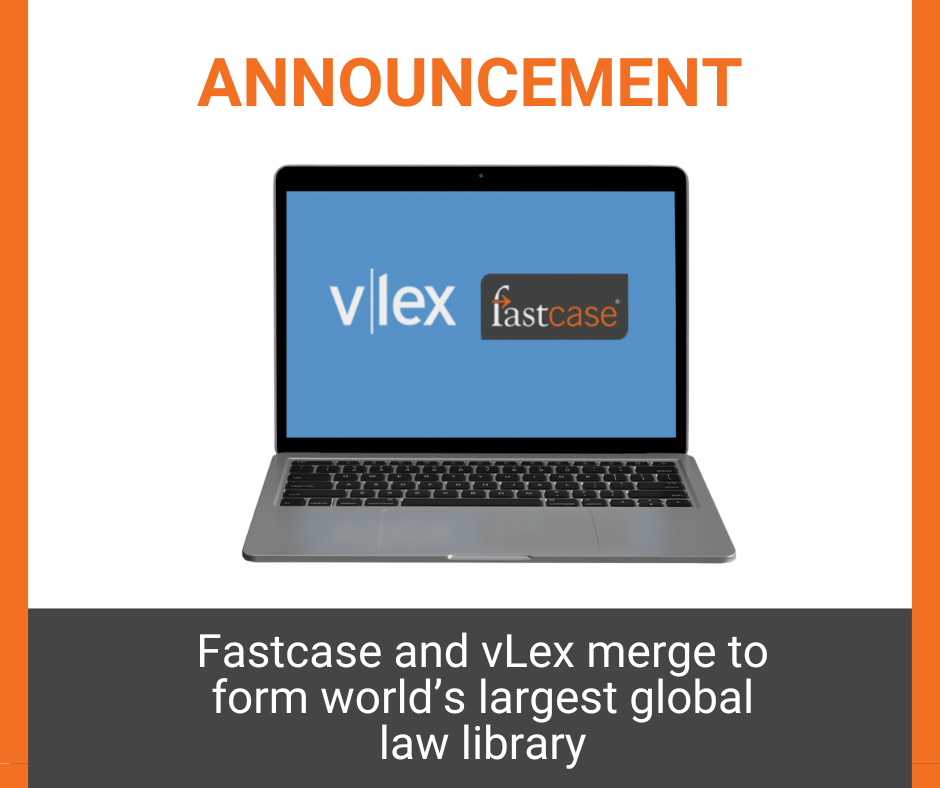 ANNOUNCEMENT
v|lex fastcase®
Fastcase and vLex merge to
form world’s largest global
law library